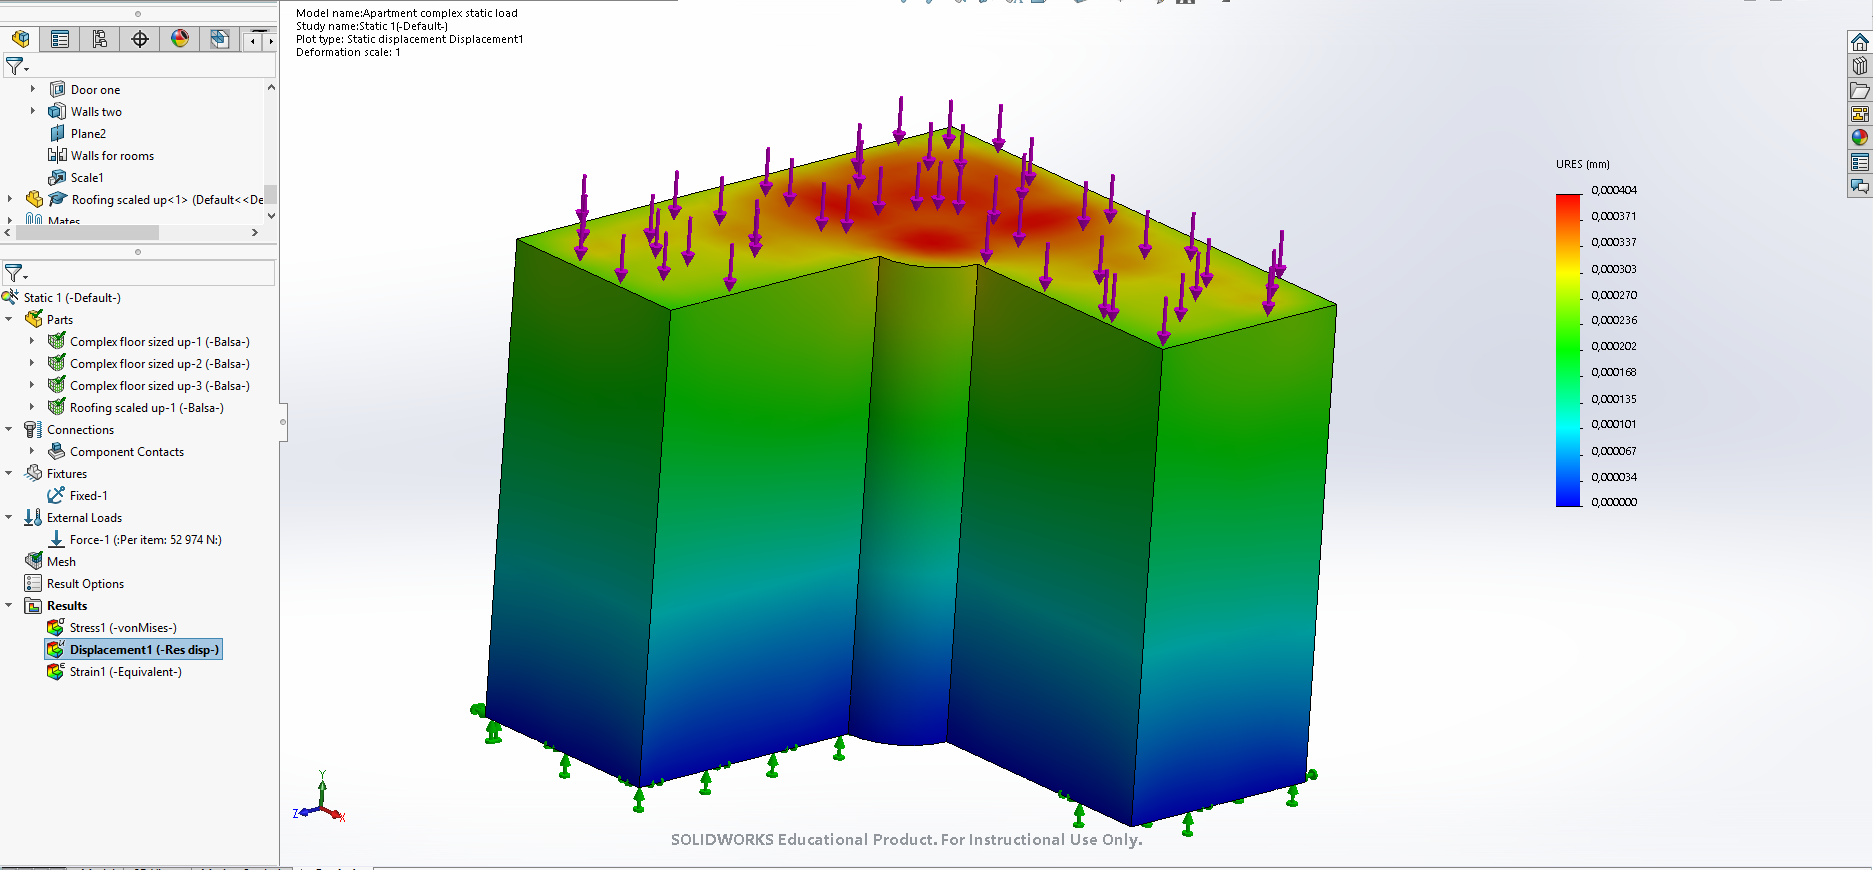 Model name:Apartment complex static load
Study name:Static 1(-Default-)
Plot type: Static displacement Displacement1
Deformation scale: 1
Door one
Walls two
Plane2
Walls for rooms
Scale1
Roofing scaled up<1> (Default<<De
Mates
Static 1 (-Default-)
Parts
Complex floor sized up-1 (-Balsa-)
Complex floor sized up-2 (-Balsa-)
Complex floor sized up-3 (-Balsa-)
Roofing scaled up-1 (-Balsa-)
Connections
Component Contacts
Fixtures
Fixed-1
External Loads
Force-1 (:Per item: 52 974 N:)
Mesh
Result Options
Results
Stress1 (-vonMises-)
Displacement1 (-Res disp-)
Strain1 (-Equivalent-)
URES (mm)
0,000404
0,000371
0,000337
0,000303
0,000270
0,000236
0,000202
0,000168
0,000135
0,000101
0,000067
0,000034
0,000000
Y
Z
X
SOLIDWORKS Educational Product. For Instructional Use Only.